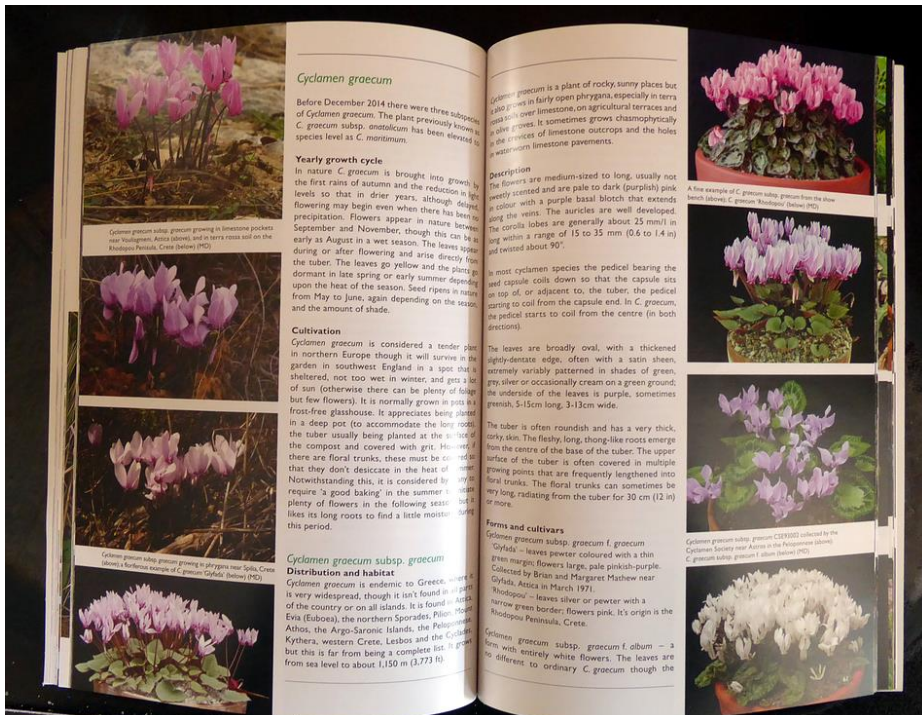 Cyclamen graecum
Before December 2014 there were three subspecies
of Cyclamen graecum. The plant previously known as
C. graecum subsp. anatolicum has been elevated to
species level as C. maritimum.
Yearly growth cycle
In nature C. graecum is brought into growth by
the first rains of autumn and the reduction in light
levels so that in drier years, although delayed,
flowering may begin even when there has been no
precipitation. Flowers appear in nature between
September and November, though this can be as
early as August in a wet season. The leaves appear
during or after flowering and arise directly from
the tuber. The leaves go yellow and the plants go
dormant in late spring or early summer depending
upon the heat of the season. Seed ripens in nature
from May to June, again depending on the season,
and the amount of shade.
Cultivation
Cyclamen graecum is considered a tender plant
in northern Europe though it will survive in the
garden in southwest England in a spot that is
sheltered, not too wet in winter, and gets a lot
of sun (otherwise there can be plenty of foliage
but few flowers). It is normally grown in pots in a
frost-free glasshouse. It appreciates being planted
in a deep pot (to accommodate the long roots),
the tuber usually being planted at the surface of
the compost and covered with grit. However, if
there are floral trunks, these must be covered so
that they don't desiccate in the heat of summer.
Notwithstanding this, it is considered by many to
require 'a good baking' in the summer to initiate
plenty of flowers in the following season but it
likes its long roots to find a little moisture during
this period.
Cyclamen graecum subsp. graecum
Distribution and habitat
Cyclamen graecum is endemic to Greece, where it
is very widespread, though it isn't found in all parts
of the country or on all islands. It is found in Attica,
Evia (Euboea), the northern Sporades, Pilion, Mount
Athos, the Argo-Saronic Islands, the Peloponnese,
Kythera, western Crete, Lesbos and the Cyclades,
but this is far from being a complete list. It grows
from sea level to about 1,150 m (3,773 ft).
Cyclamen graecum subsp. graecum growing in limestone pockets
near Vouliagmeni, Attica (above), and in terra rossa soil on the
Rhodopou Penisula, Crete (below) (MD)
Cyclamen graecum subsp. graecum growing in phrygana near Spilia, Crete
(above); a floriferous example of C. graecum 'Glyfada' (below) (MD)
Cyclamen graecum is a plant of rocky, sunny places but
it also grows in fairly open phrygana, especially in terra
rossa soils over limestone, on agricultural terraces and
in olive groves. It sometimes grows chasmophytically
in the crevices of limestone outcrops and the holes
in waterworn limestone pavements.
Description
The flowers are medium-sized to long, usually not
sweetly scented and are pale to dark (purplish) pink
in colour with a purple basal blotch that extends
along the veins. The auricles are well developed.
The corolla lobes are generally about 25 mm/1 in
long within a range of 15 to 35 mm (0.6 to 1.4 in)
and twisted about 90°.
In most cyclamen species the pedicel bearing the
seed capsule coils down so that the capsule sits
on top of, or adjacent to, the tuber, the pedicel
starting to coil from the capsule end. In C. graecum,
the pedicel starts to coil from the centre (in both
directions).
The leaves are broadly oval, with a thickened
slightly-dentate edge, often with a satin sheen,
extremely variably patterned in shades of green,
grey, silver or occasionally cream on a green ground;
the underside of the leaves is purple, sometimes
greenish, 5-15cm long, 3-13cm wide.
The tuber is often roundish and has a very thick,
corky, skin. The fleshy, long, thong-like roots emerge
from the centre of the base of the tuber. The upper
surface of the tuber is often covered in multiple
growing points that are frequently lengthened into
floral trunks. The floral trunks can sometimes be
very long, radiating from the tuber for 30 cm (12 in)
or more.
Forms and cultivars
Cyclamen graecum subsp. graecum f. graecum
'Glyfada' – leaves pewter coloured with a thin
green margin; flowers large, pale pinkish-purple.
Collected by Brian and Margaret Mathew near
Glyfada, Attica in March 1971.
'Rhodopou' – leaves silver or pewter with a
narrow green border; flowers pink. It's origin is the
Rhodopou Peninsula, Crete.
Cyclamen graecum subsp. graecum f. album – a
form with entirely white flowers. The leaves are
no different to ordinary C. graecum though the
A fine example of C. graecum subsp. graecum from the show
bench (above); C. graecum 'Rhodopou' (below) (MD)
Cyclamen graecum subsp. graecum CSE93002 collected by the
Cyclamen Society near Astros in the Peloponnese (above);
C. graecum subsp. graecum f. album (below) (MD)